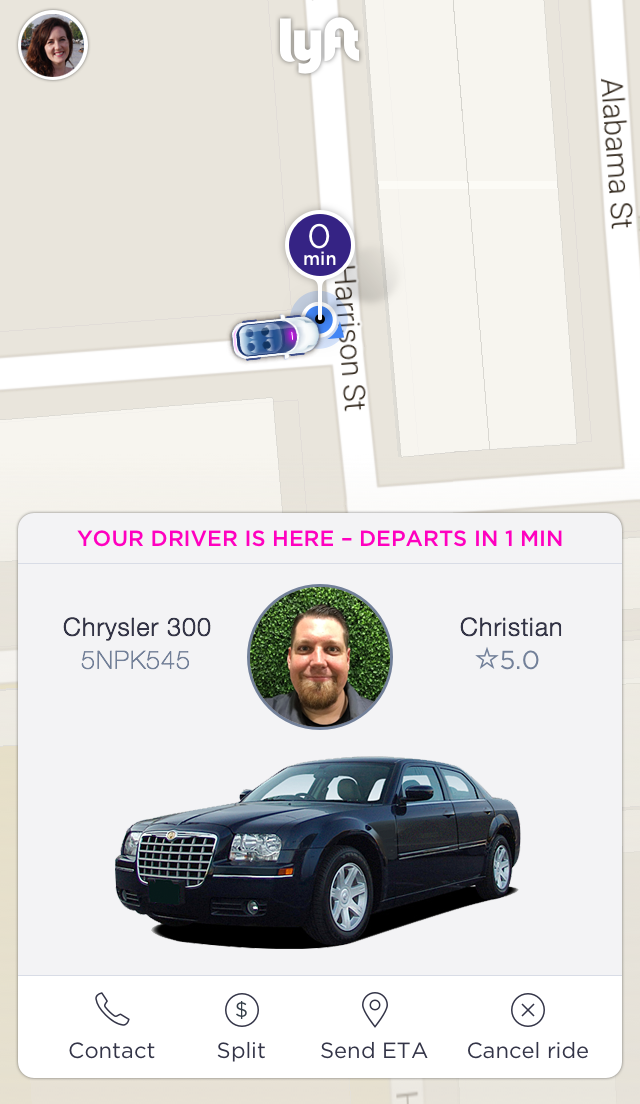 lyft
Alabama St
0
min
Harrison St
YOUR DRIVER IS HERE – DEPARTS IN 1 MIN
Chrysler 300
5NPK545
Christian
☆5.0
$
Contact
Split
Send ETA
Cancel ride